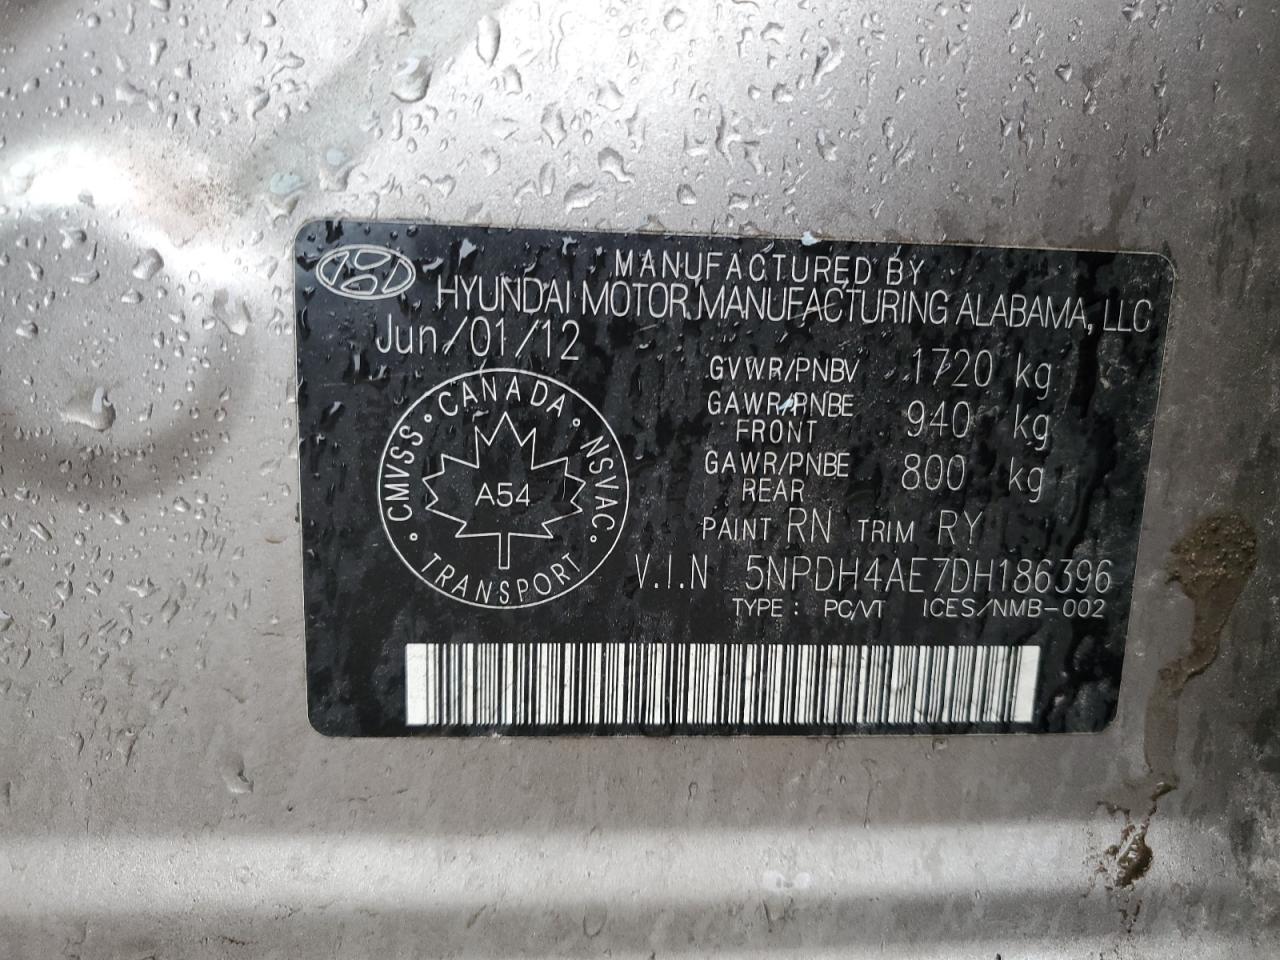 MANUFACTURED BY
HYUNDAI MOTOR MANUFACTURING ALABAMA, LLC
Jun/01/12
GVWR/PNBV 1720 kg
GAWR/PNBE FRONT 940 kg
GAWR/PNBE REAR 800 kg
PAINT RN TRIM RY
V.I.N 5NPDH4AE7DH186396
TYPE: PC/VT ICES/NMB-002
CMVSS • CANADA • NSVAC • TRANSPORT •
A54